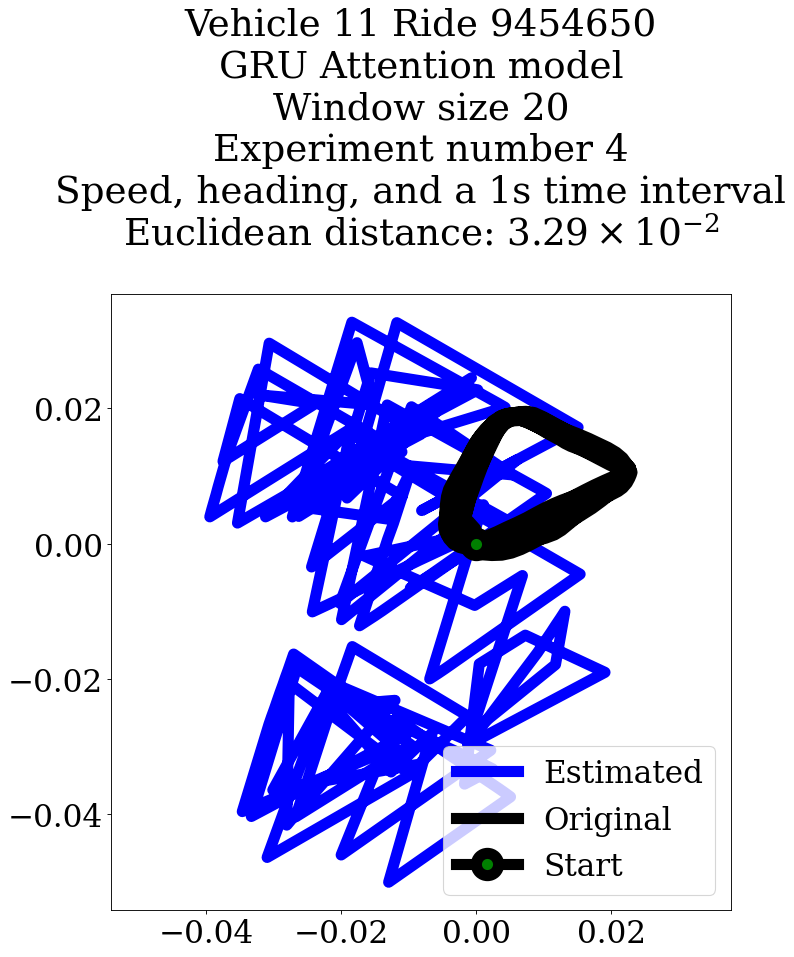 Vehicle 11 Ride 9454650
GRU Attention model
Window size 20
Experiment number 4
Speed, heading, and a 1s time interval
Euclidean distance: 3.29 × 10⁻²
0.02
0.00
−0.02
−0.04
Estimated
Original
Start
−0.04 −0.02 0.00 0.02